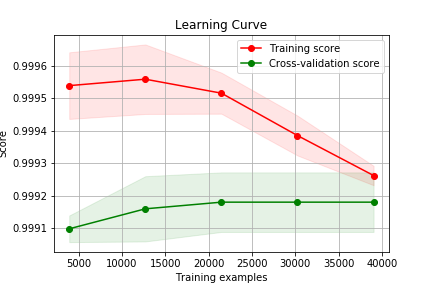 Learning Curve
Training score
Cross-validation score
0.9996
0.9995
0.9994
0.9993
0.9992
0.9991
Score
5000 10000 15000 20000 25000 30000 35000 40000
Training examples